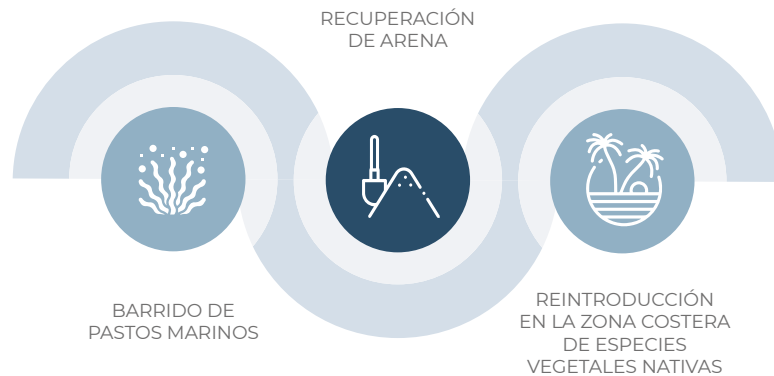 RECUPERACIÓN
DE ARENA
BARRIDO DE
PASTOS MARINOS
REINTRODUCCIÓN
EN LA ZONA COSTERA
DE ESPECIES
VEGETALES NATIVAS